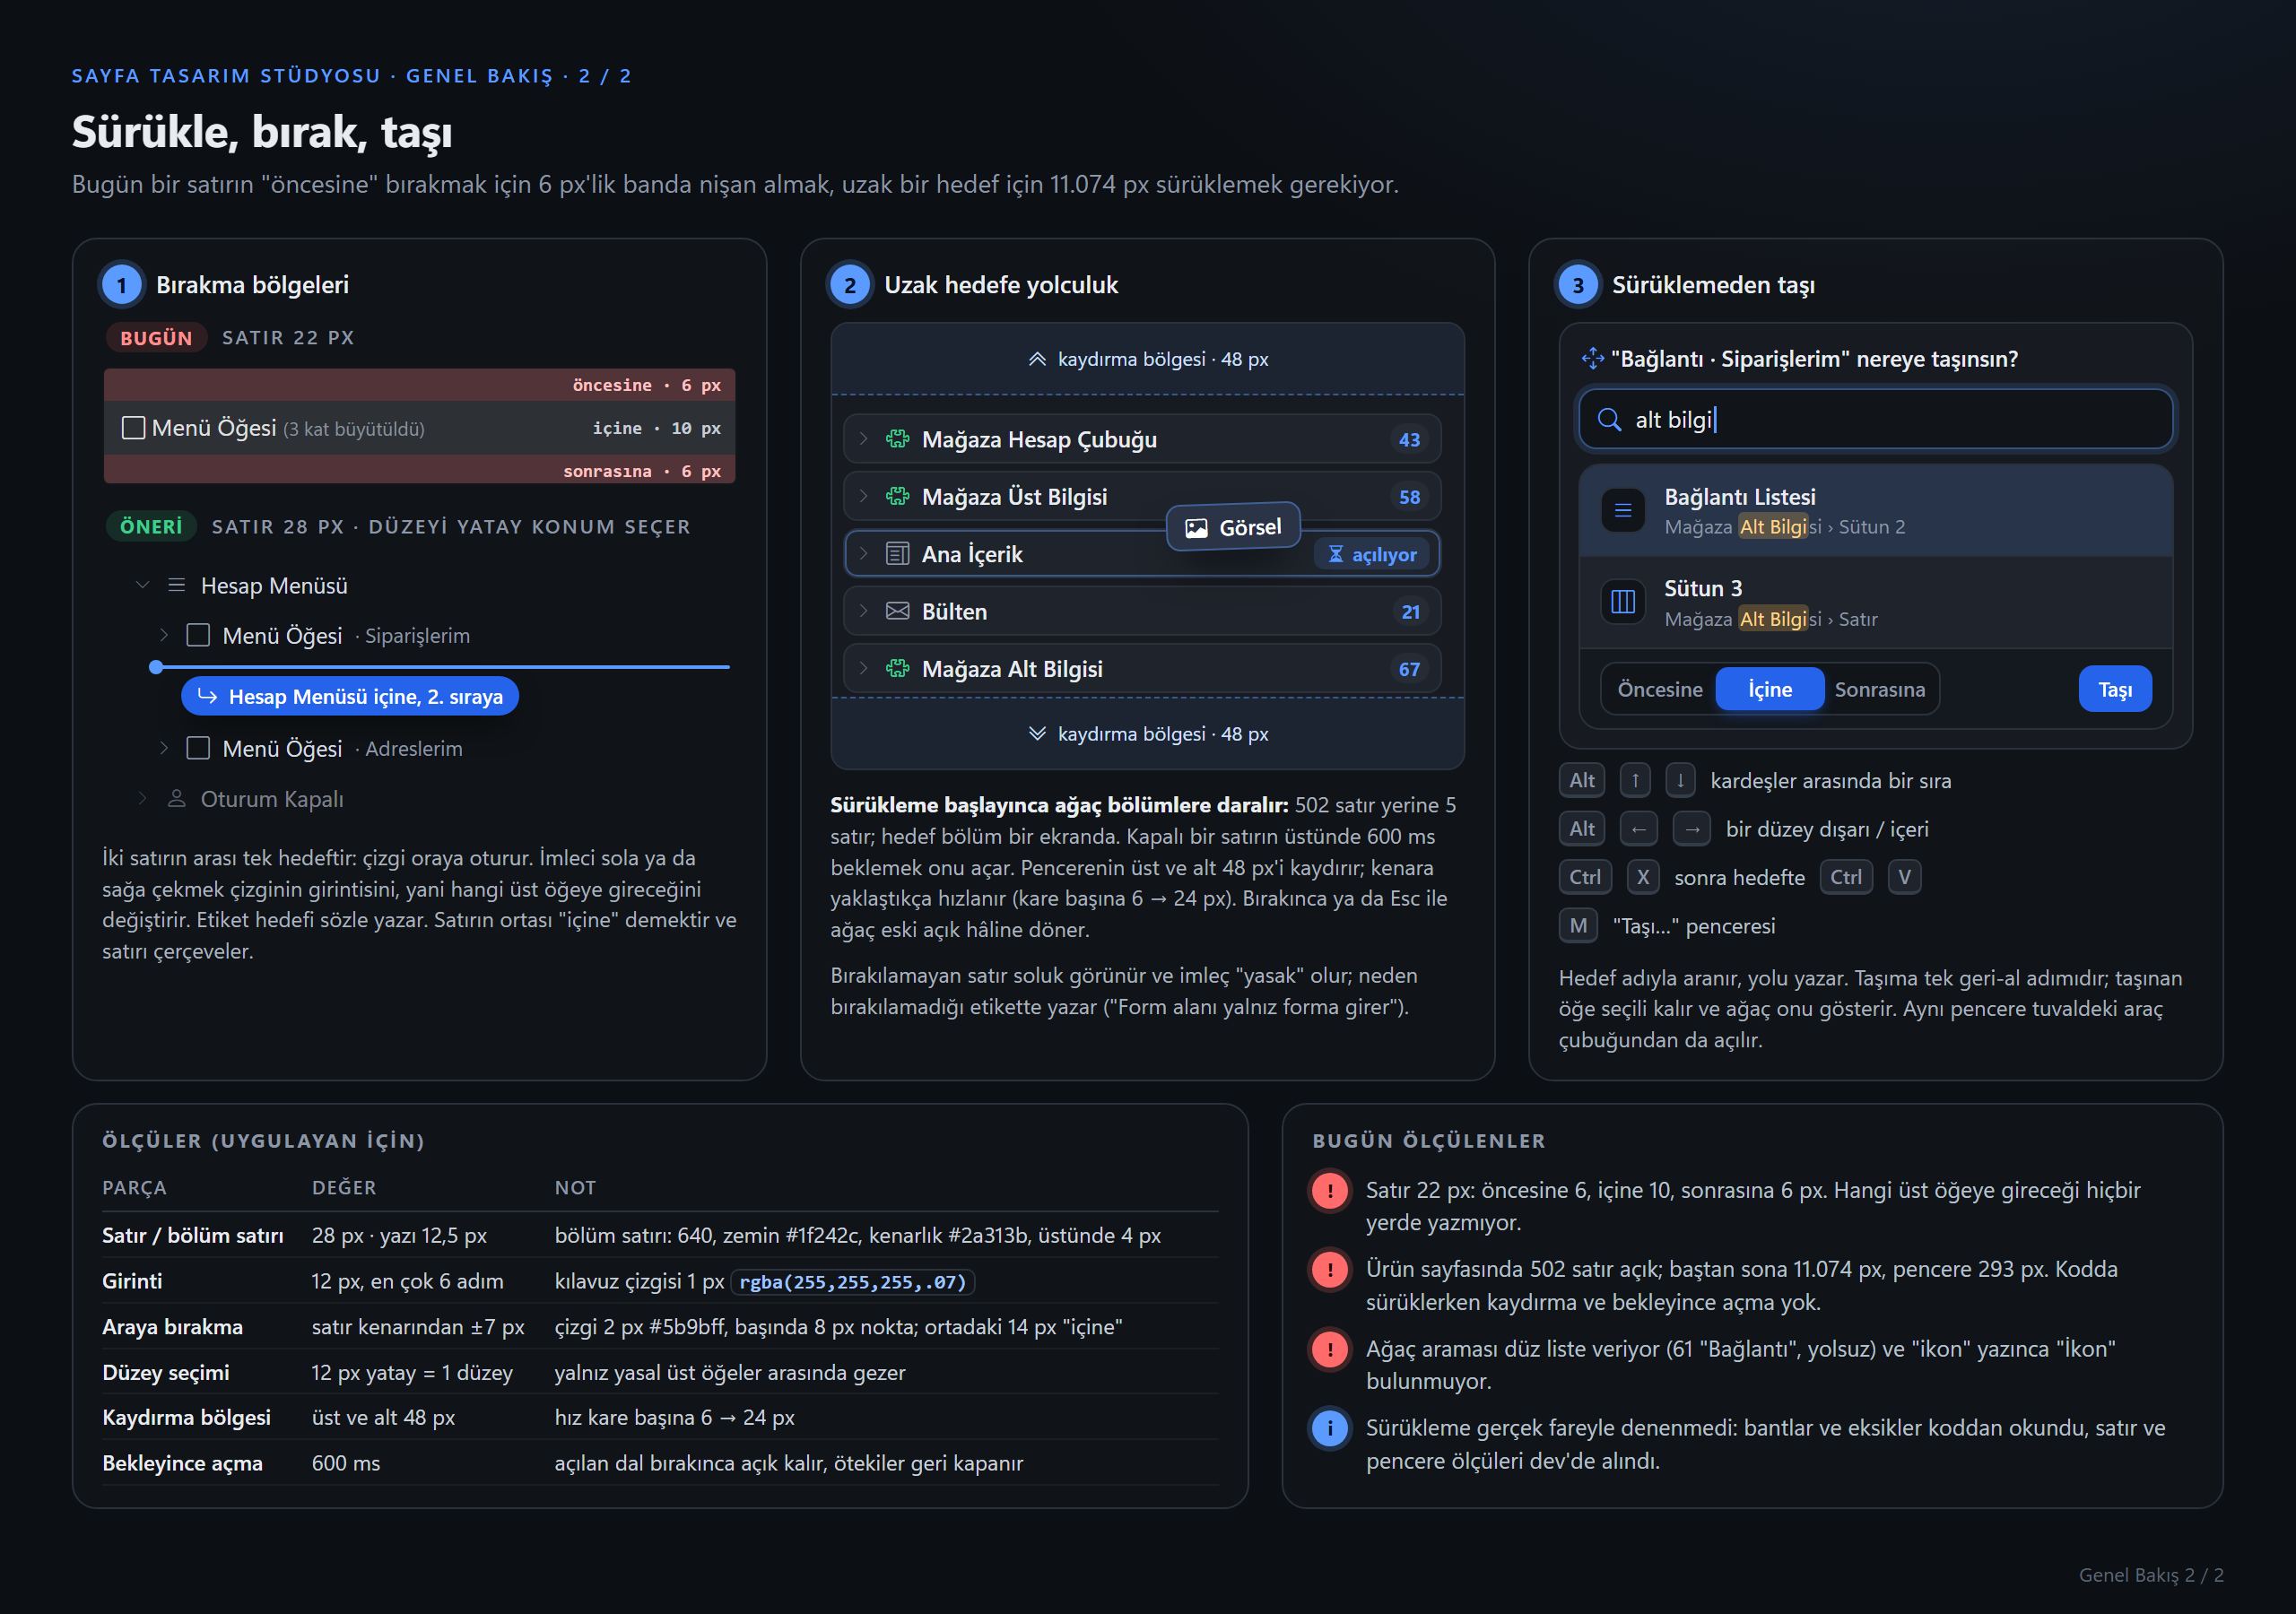 SAYFA TASARIM STÜDYOSU · GENEL BAKIŞ · 2 / 2
Sürükle, bırak, taşı
Bugün bir satırın "öncesine" bırakmak için 6 px'lik banda nişan almak, uzak bir hedef için 11.074 px sürüklemek gerekiyor.
1 Bırakma bölgeleri
BUGÜN SATIR 22 PX
öncesine · 6 px
Menü Öğesi (3 kat büyütüldü) içine · 10 px
sonrasına · 6 px
ÖNERİ SATIR 28 PX · DÜZEYİ YATAY KONUM SEÇER
Hesap Menüsü
Menü Öğesi · Siparişlerim
Hesap Menüsü içine, 2. sıraya
Menü Öğesi · Adreslerim
Oturum Kapalı
İki satırın arası tek hedeftir: çizgi oraya oturur. İmleci sola ya da
sağa çekmek çizginin girintisini, yani hangi üst öğeye gireceğini
değiştirir. Etiket hedefi sözle yazar. Satırın ortası "içine" demektir ve
satırı çerçeveler.
2 Uzak hedefe yolculuk
kaydırma bölgesi · 48 px
Mağaza Hesap Çubuğu 43
Mağaza Üst Bilgisi 58
Görsel
Ana İçerik açılıyor
Bülten 21
Mağaza Alt Bilgisi 67
kaydırma bölgesi · 48 px
Sürükleme başlayınca ağaç bölümlere daralır: 502 satır yerine 5
satır; hedef bölüm bir ekranda. Kapalı bir satırın üstünde 600 ms
beklemek onu açar. Pencerenin üst ve alt 48 px'i kaydırır; kenara
yaklaştıkça hızlanır (kare başına 6 → 24 px). Bırakınca ya da Esc ile
ağaç eski açık hâline döner.
Bırakılamayan satır soluk görünür ve imleç "yasak" olur; neden
bırakılamadığı etikette yazar ("Form alanı yalnız forma girer").
3 Sürüklemeden taşı
"Bağlantı · Siparişlerim" nereye taşınsın?
alt bilgi
Bağlantı Listesi
Mağaza Alt Bilgisi › Sütun 2
Sütun 3
Mağaza Alt Bilgisi › Satır
Öncesine İçine Sonrasına Taşı
Alt ↑ ↓ kardeşler arasında bir sıra
Alt ← → bir düzey dışarı / içeri
Ctrl X sonra hedefte Ctrl V
M "Taşı…" penceresi
Hedef adıyla aranır, yolu yazar. Taşıma tek geri-al adımıdır; taşınan
öğe seçili kalır ve ağaç onu gösterir. Aynı pencere tuvaldeki araç
çubuğundan da açılır.
ÖLÇÜLER (UYGULAYAN İÇİN)
PARÇA DEĞER NOT
Satır / bölüm satırı 28 px · yazı 12,5 px bölüm satırı: 640, zemin #1f242c, kenarlık #2a313b, üstünde 4 px
Girinti 12 px, en çok 6 adım kılavuz çizgisi 1 px rgba(255,255,255,.07)
Araya bırakma satır kenarından ±7 px çizgi 2 px #5b9bff, başında 8 px nokta; ortadaki 14 px "içine"
Düzey seçimi 12 px yatay = 1 düzey yalnız yasal üst öğeler arasında gezer
Kaydırma bölgesi üst ve alt 48 px hız kare başına 6 → 24 px
Bekleyince açma 600 ms açılan dal bırakınca açık kalır, ötekiler geri kapanır
BUGÜN ÖLÇÜLENLER
! Satır 22 px: öncesine 6, içine 10, sonrasına 6 px. Hangi üst öğeye gireceği hiçbir
yerde yazmıyor.
! Ürün sayfasında 502 satır açık; baştan sona 11.074 px, pencere 293 px. Kodda
sürüklerken kaydırma ve bekleyince açma yok.
! Ağaç araması düz liste veriyor (61 "Bağlantı", yolsuz) ve "ikon" yazınca "İkon"
bulunmuyor.
i Sürükleme gerçek fareyle denenmedi: bantlar ve eksikler koddan okundu, satır ve
pencere ölçüleri dev'de alındı.
Genel Bakış 2 / 2